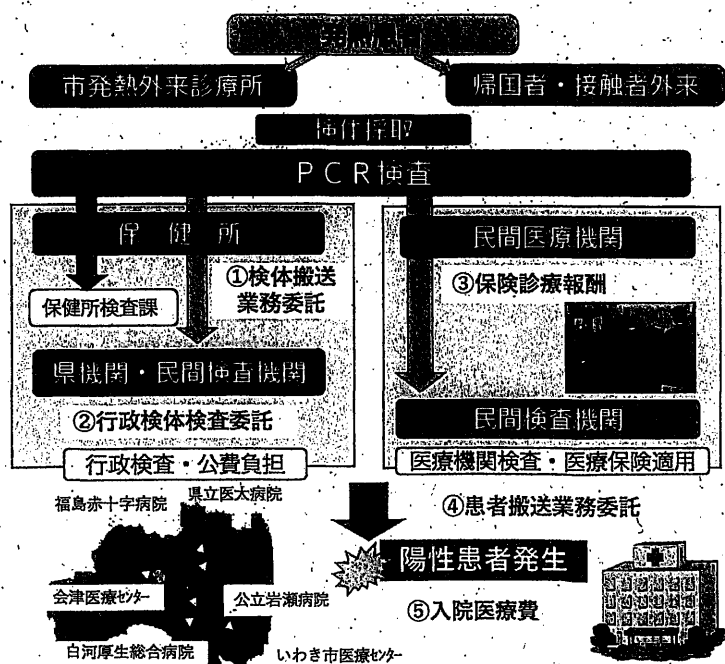 発熱患者
市発熱外来診療所
帰国者・接触者外来
検体採取
PCR検査
保健所
①検体搬送
業務委託
保健所検査課
県機関・民間検査機関
②行政検体検査委託
行政検査・公費負担
民間医療機関
③保険診療報酬
民間検査機関
医療機関検査・医療保険適用
④患者搬送業務委託
陽性患者発生
⑤入院医療費
福島赤十字病院
県立医大病院
会津医療センター
公立岩瀬病院
白河厚生総合病院
いわき市医療センター